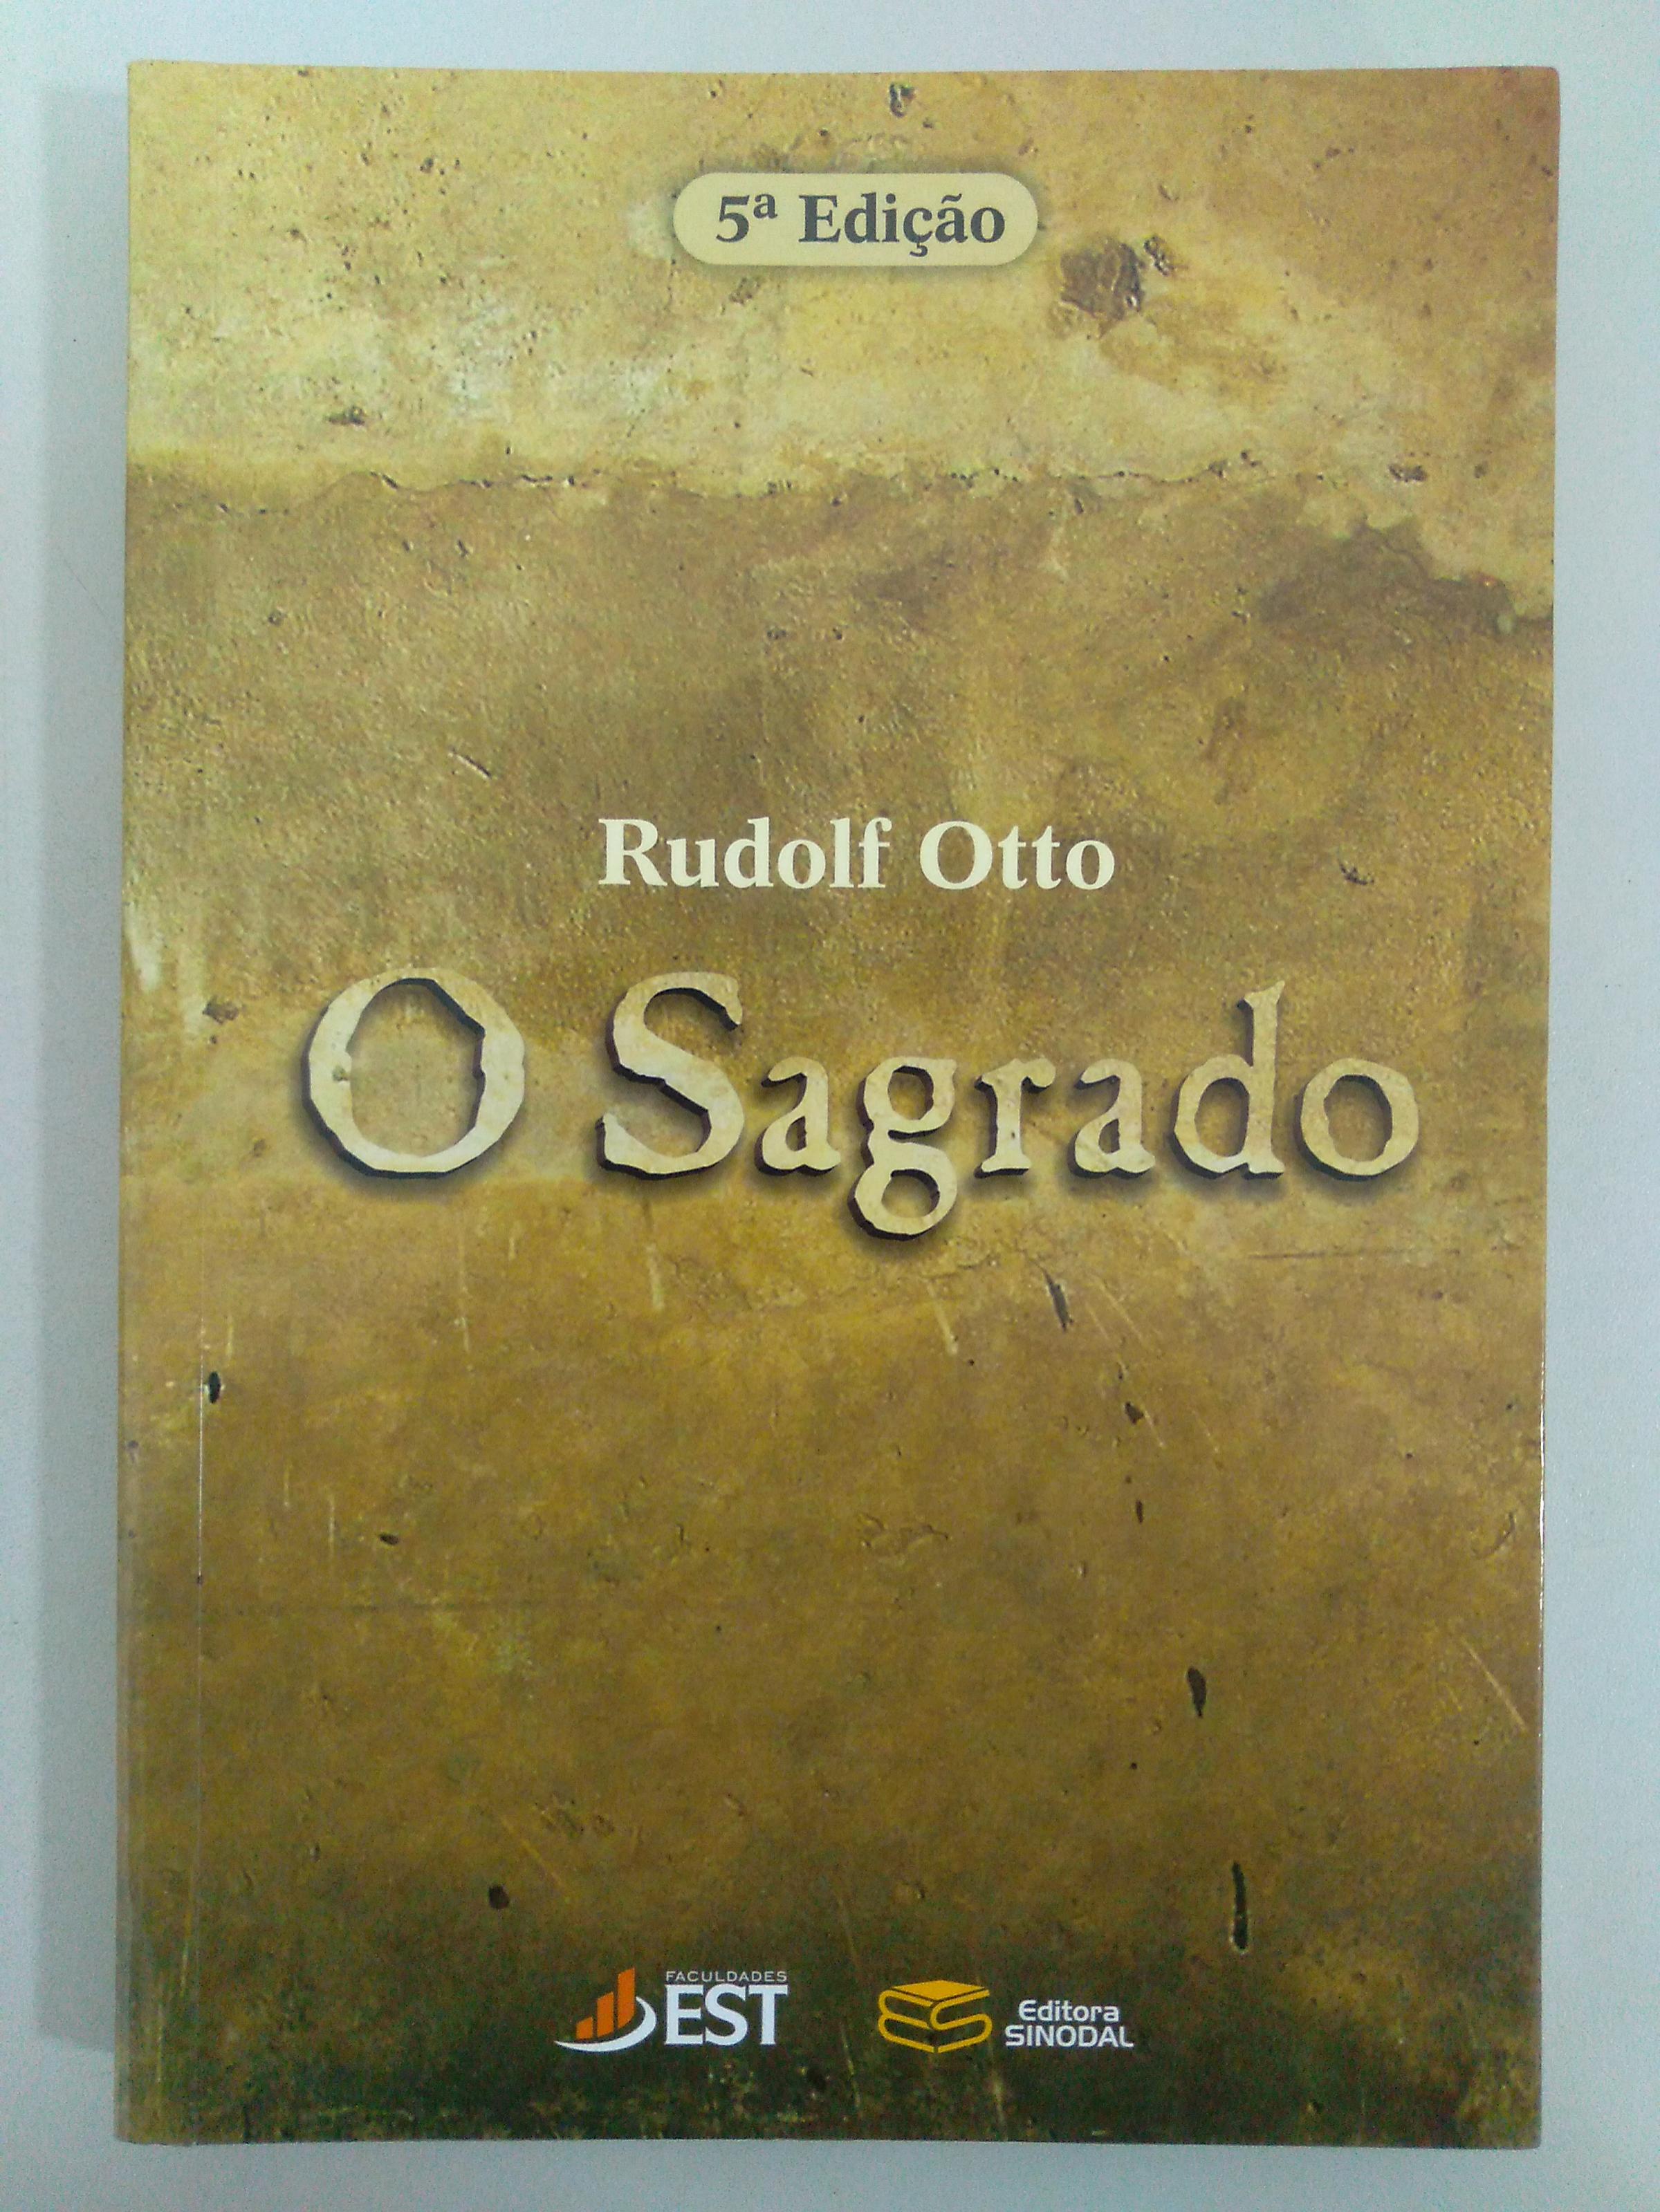 5ª Edição
Rudolf Otto
O Sagrado
FACULDADES
EST
Editora
SINODAL